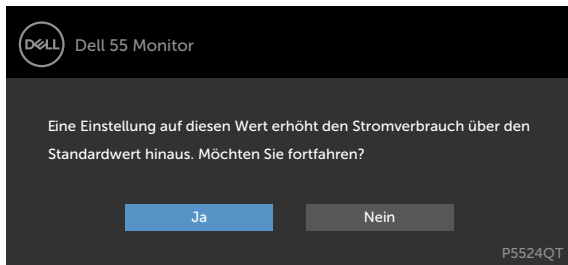 DELL Dell 55 Monitor
Eine Einstellung auf diesen Wert erhöht den Stromverbrauch über den
Standardwert hinaus. Möchten Sie fortfahren?
Ja Nein
P5524QT